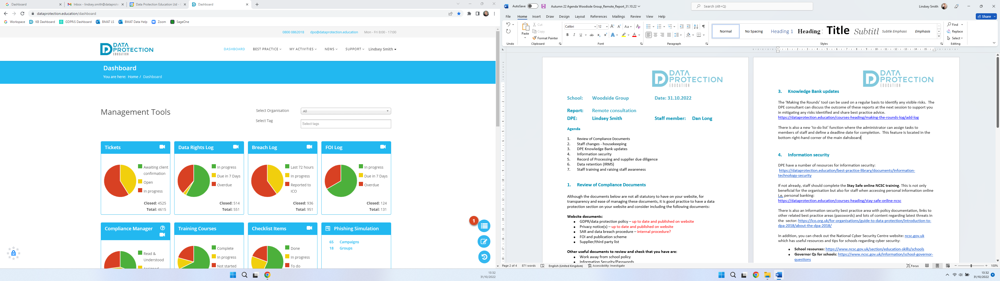 Dashboard
Inbox - lindsey.smith@dataprote
Data Protection Education Ltd - C
Dashboard
dataprotection.education/dashboard
Workspace
KB Dashboard
GDPRiS Dashboard
BMAT LS
BMAT Data Help
Zoom
SageOne
0800 0862018
dpo@dataprotection.education
Mon - Fri 8:00 - 17:00
DATA
PROTECTION
EDUCATION
DASHBOARD
BEST PRACTICE
MY ACTIVITIES
NEWS
SUPPORT
Lindsey Smith
Dashboard
You are here: Home / Dashboard
Management Tools
Select Organisation
All
Select Tag
Select tags
Tickets
Awaiting client
confirmation
Open
In progress
Closed: 4525
Total: 4615
Data Rights Log
In progress
Due in 7 Days
Overdue
Closed: 514
Total: 551
Breach Log
Last 72 hours
In progress
Reported to
ICO
Closed: 936
Total: 951
FOI Log
In progress
Due in 7 Days
Overdue
Closed: 124
Total: 131
1
Compliance Manager
Read &
Understood
Assigned
Training Courses
Complete
In progress
Not started
Checklist Items
Done
In progress
To do
Phishing Simulation
65 Campaigns
18 Groups
13:32
31/10/2022
AutoSave
Autumn 22 Agenda Woodisde Group_Remote_Report_31.10.22
Search (Alt+Q)
Lindsey Smith
File
Home
Insert
Draw
Design
Layout
References
Mailings
Review
View
Help
Share
Paste
Cut
Copy
Format Painter
Calibri
12
Normal
No Spacing
Heading 1
Heading 2
Title
Subtitl
Subtle Emphasi:
Emphasis
Find
Replace
Select
Undo
Clipboard
Font
Paragraph
Styles
Editing
DATA
PROTECTION
EDUCATION
School: Woodside Group Date: 31.10.2022
Report: Remote consultation
DPE: Lindsey Smith Staff member: Dan Long
Agenda
1. Review of Compliance Documents
2. Staff changes - housekeeping
3. DPE Knowledge Bank updates
4. Information security
5. Record of Processing and supplier due diligence
6. Data retention (IRMS)
7. Staff training and raising staff awareness
1. Review of Compliance Documents
Although the documents below are not all statutory to have on your website, for
transparency and ease of managing these documents, it is good practice to have a data
protection section on your website and consider including the following documents:
Website documents:
GDPR/data protection policy – up to date and published on website
Privacy notice(s) – up to date and published on website
SAR and data breach procedure – internal procedure?
FOI and publication scheme
Supplier/third party list
Other useful documents to review and check that you have are:
Work away from school policy
Information Security/Passwords
DATA
PROTECTION
EDUCATION
3. Knowledge Bank updates
The ‘Making the Rounds’ tool can be used on a regular basis to identify any visible risks. The
DPE consultant can discuss the outcome of these reports at the next session to support you
in mitigating any risks identified and share best practice advice.
https://dataprotection.education/courses-heading/making-the-rounds-log/add-log
There is also a new ‘to-do list’ function where the administrator can assign tasks to
members of staff and define a deadline date for completion. This feature is located in the
bottom right-hand corner of the main dahsboard
4. Information security
DPE have a number of resources for information security:
https://dataprotection.education/best-practice-library/documents/information-
technology-security
If not already, staff should complete the Stay Safe online NCSC training. This is not only
beneficial for the organisation but also for staff when accessing personal information online
i.e. personal banking:
https://dataprotection.education/courses-heading/stay-safe-online-ncsc
There is also an information security best practice area with policy documentation, links to
other related best practice areas (passwords) and lots of content regarding latest threats in
the sector: https://ico.org.uk/for-organisations/guide-to-data-protection/introduction-to-
dpa-2018/about-the-dpa-2018/
In addition, you can check out the National Cyber Security Centre website: ncsc.gov.uk
which has useful resources and tips for schools regarding cyber security:
School resources: https://www.ncsc.gov.uk/section/education-skills/schools
Governor Qs for schools: https://www.ncsc.gov.uk/information/school-governor-
questions
Page 2 of 4
871 words
English (United Kingdom)
Accessibility: Investigate
Focus
100%
13:32
31/10/2022
4